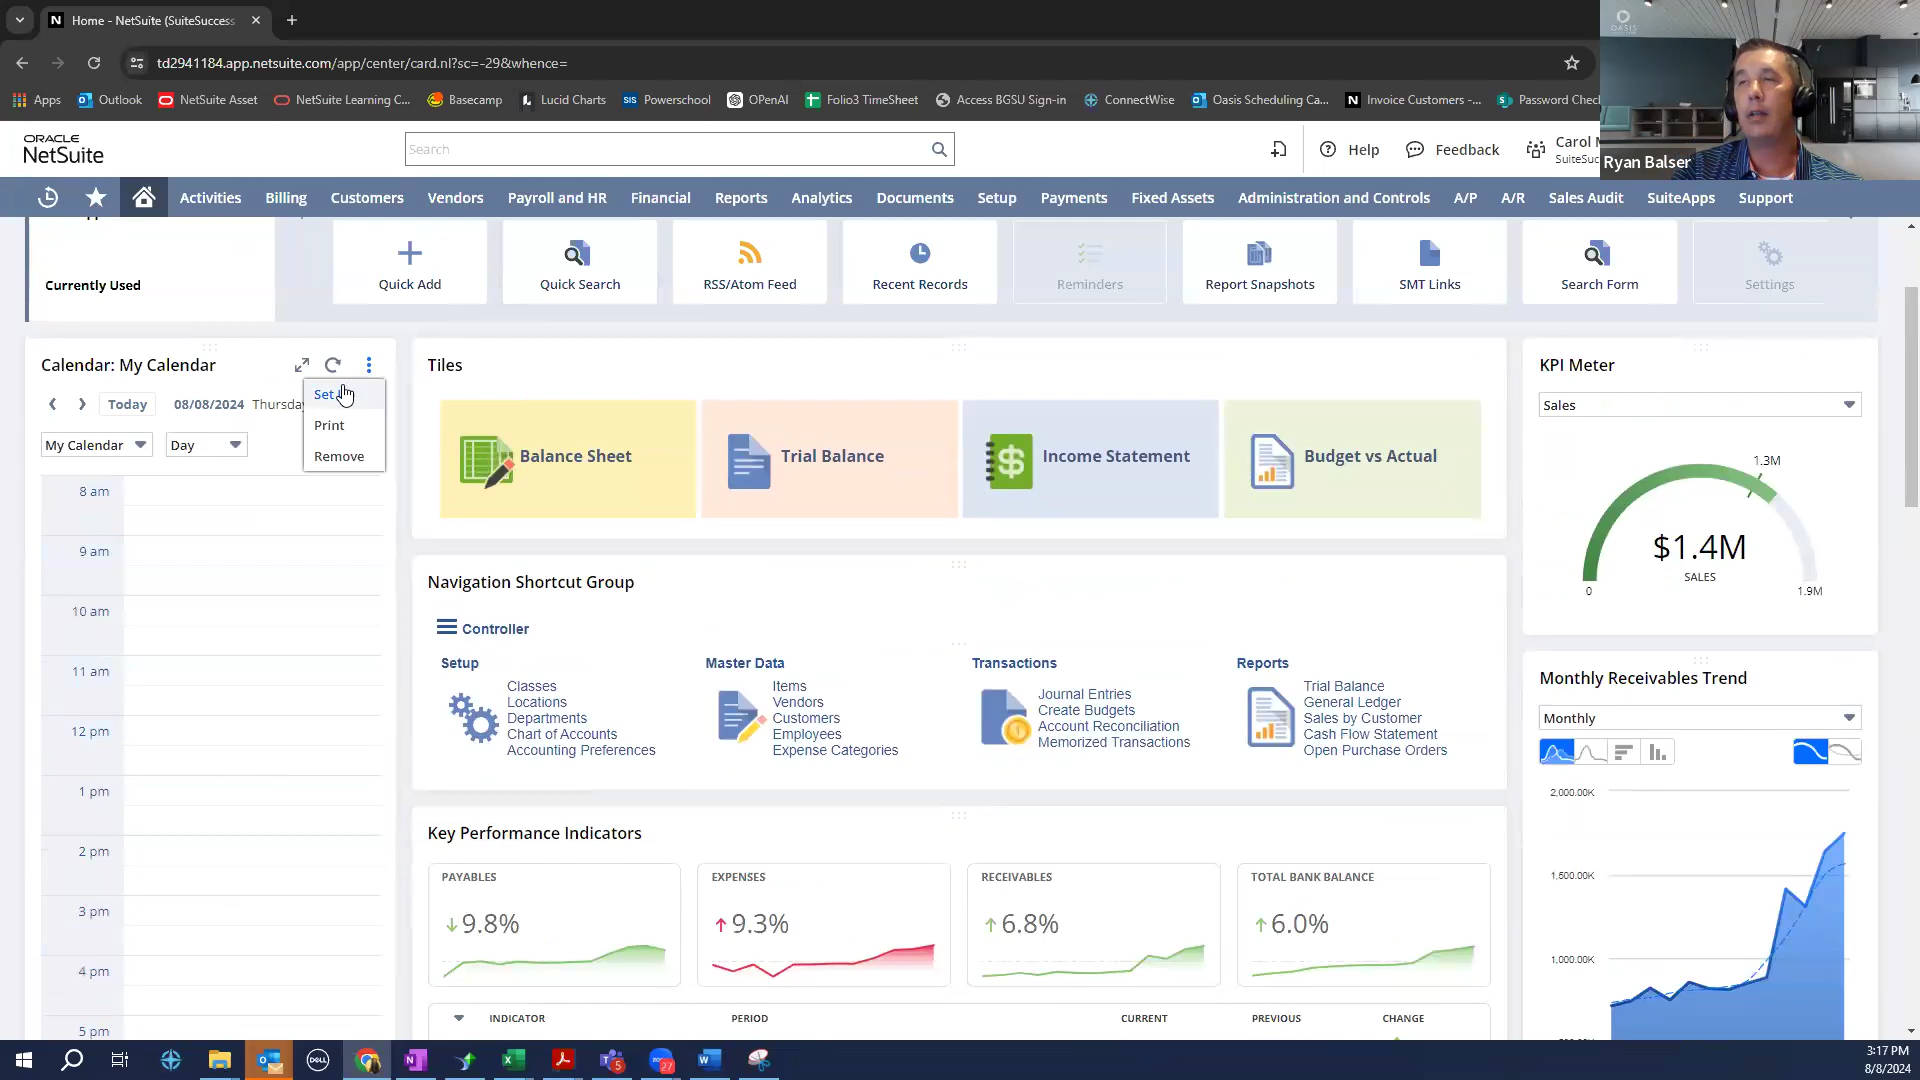 Home - NetSuite (SuiteSuccess
td2941184.app.netsuite.com/app/center/card.nl?sc=-29&whence=
Apps
Outlook
NetSuite Asset
NetSuite Learning C...
Basecamp
Lucid Charts
SIS Powerschool
OPenAI
Folio3 TimeSheet
Access BGSU Sign-in
ConnectWise
Oasis Scheduling Ca...
Invoice Customers -...
Password Chec
OASIS
Ryan Balser
ORACLE
NetSuite
Search
Help
Feedback
Carol M
SuiteSuc
Activities
Billing
Customers
Vendors
Payroll and HR
Financial
Reports
Analytics
Documents
Setup
Payments
Fixed Assets
Administration and Controls
A/P
A/R
Sales Audit
SuiteApps
Support
Currently Used
Quick Add
Quick Search
RSS/Atom Feed
Recent Records
Reminders
Report Snapshots
SMT Links
Search Form
Settings
Calendar: My Calendar
Today
08/08/2024
Thursday
Set
Print
Remove
My Calendar
Day
8 am
9 am
10 am
11 am
12 pm
1 pm
2 pm
3 pm
4 pm
5 pm
Tiles
Balance Sheet
Trial Balance
Income Statement
Budget vs Actual
Navigation Shortcut Group
Controller
Setup
Classes
Locations
Departments
Chart of Accounts
Accounting Preferences
Master Data
Items
Vendors
Customers
Employees
Expense Categories
Transactions
Journal Entries
Create Budgets
Account Reconciliation
Memorized Transactions
Reports
Trial Balance
General Ledger
Sales by Customer
Cash Flow Statement
Open Purchase Orders
Key Performance Indicators
PAYABLES
9.8%
EXPENSES
9.3%
RECEIVABLES
6.8%
TOTAL BANK BALANCE
6.0%
INDICATOR
PERIOD
CURRENT
PREVIOUS
CHANGE
KPI Meter
Sales
1.3M
$1.4M
SALES
0
1.9M
Monthly Receivables Trend
Monthly
2,000.00K
1,500.00K
1,000.00K
DELL
5
27
3:17 PM
8/8/2024